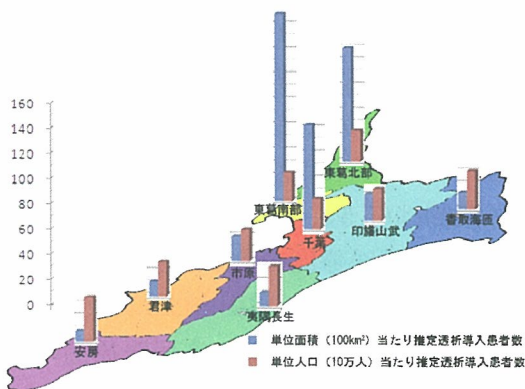 160
140
120
100
80
60
40
20
0
東葛北部
東葛南部
千葉
印旛山武
香取海匝
市原
君津
夷隅長生
安房
単位面積（100km²）当たり推定透析導入患者数
単位人口（10万人）当たり推定透析導入患者数